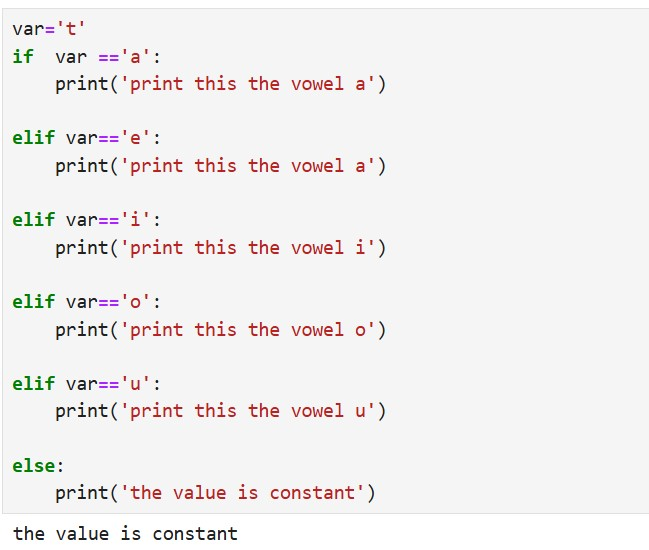 var='t'
if  var =='a':
    print('print this the vowel a')
elif var=='e':
    print('print this the vowel a')
elif var=='i':
    print('print this the vowel i')
elif var=='o':
    print('print this the vowel o')
elif var=='u':
    print('print this the vowel u')
else:
    print('the value is constant')
the value is constant